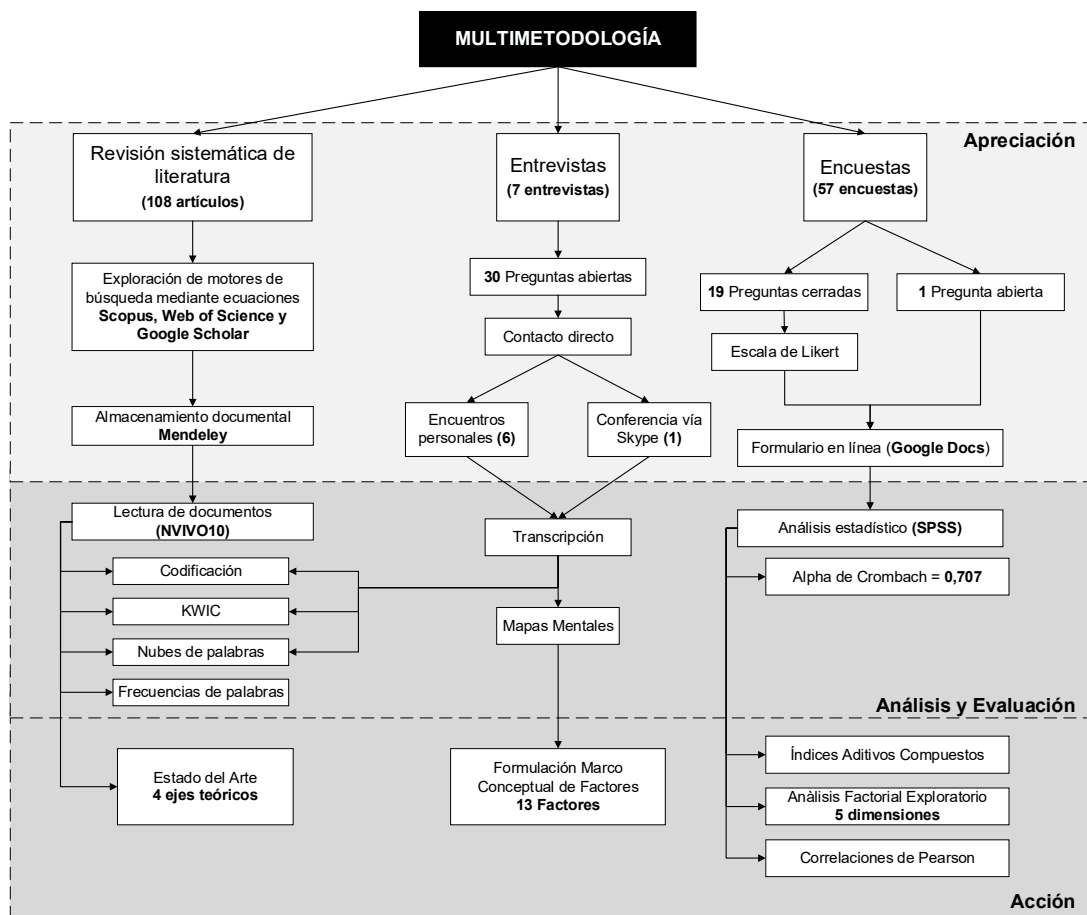 MULTIMETODOLOGÍA
Apreciación
Revisión sistemática de
literatura
(108 artículos)
Entrevistas
(7 entrevistas)
Encuestas
(57 encuestas)
Exploración de motores de
búsqueda mediante ecuaciones
Scopus, Web of Science y
Google Scholar
30 Preguntas abiertas
19 Preguntas cerradas
1 Pregunta abierta
Contacto directo
Escala de Likert
Almacenamiento documental
Mendeley
Encuentros
personales (6)
Conferencia vía
Skype (1)
Formulario en línea (Google Docs)
Lectura de documentos
(NVIVO10)
Transcripción
Análisis estadístico (SPSS)
Codificación
Alpha de Crombach = 0,707
KWIC
Mapas Mentales
Nubes de palabras
Frecuencias de palabras
Análisis y Evaluación
Estado del Arte
4 ejes teóricos
Formulación Marco
Conceptual de Factores
13 Factores
Índices Aditivos Compuestos
Anàlisis Factorial Exploratorio
5 dimensiones
Correlaciones de Pearson
Acción